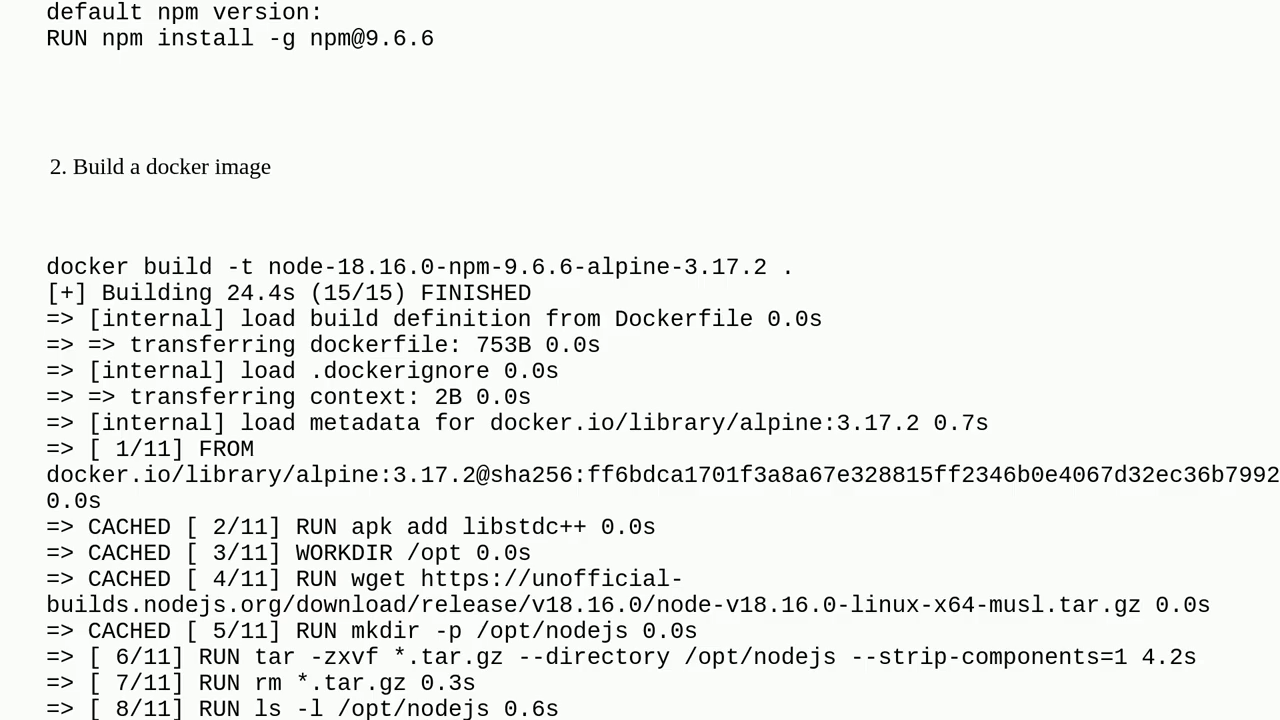 default npm version:
RUN npm install -g npm@9.6.6
2. Build a docker image
docker build -t node-18.16.0-npm-9.6.6-alpine-3.17.2 .
[+] Building 24.4s (15/15) FINISHED
=> [internal] load build definition from Dockerfile 0.0s
=> => transferring dockerfile: 753B 0.0s
=> [internal] load .dockerignore 0.0s
=> => transferring context: 2B 0.0s
=> [internal] load metadata for docker.io/library/alpine:3.17.2 0.7s
=> [ 1/11] FROM
docker.io/library/alpine:3.17.2@sha256:ff6bdca1701f3a8a67e328815ff2346b0e4067d32ec36b7992
0.0s
=> CACHED [ 2/11] RUN apk add libstdc++ 0.0s
=> CACHED [ 3/11] WORKDIR /opt 0.0s
=> CACHED [ 4/11] RUN wget https://unofficial-
builds.nodejs.org/download/release/v18.16.0/node-v18.16.0-linux-x64-musl.tar.gz 0.0s
=> CACHED [ 5/11] RUN mkdir -p /opt/nodejs 0.0s
=> [ 6/11] RUN tar -zxvf *.tar.gz --directory /opt/nodejs --strip-components=1 4.2s
=> [ 7/11] RUN rm *.tar.gz 0.3s
=> [ 8/11] RUN ls -l /opt/nodejs 0.6s